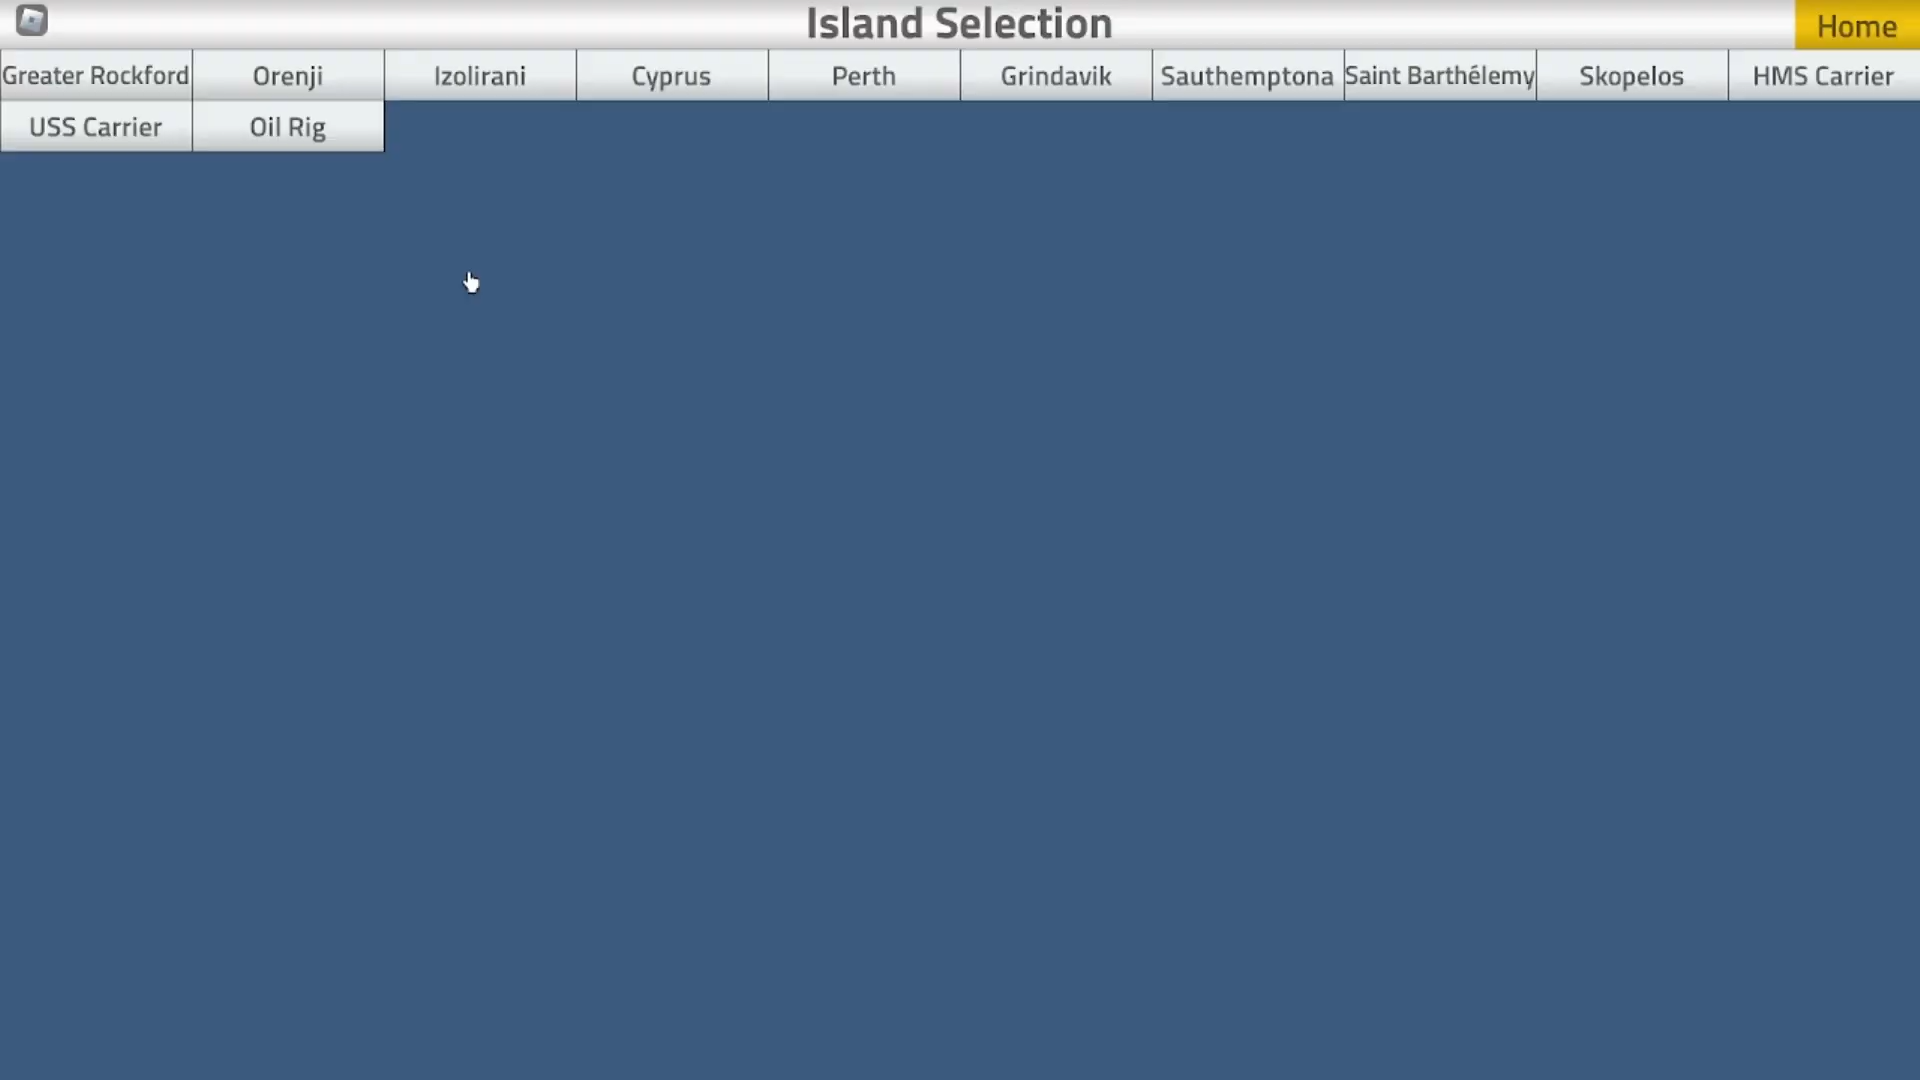 Island Selection
Home
Greater Rockford
Orenji
Izolirani
Cyprus
Perth
Grindavik
Sauthemptona
Saint Barthélemy
Skopelos
HMS Carrier
USS Carrier
Oil Rig